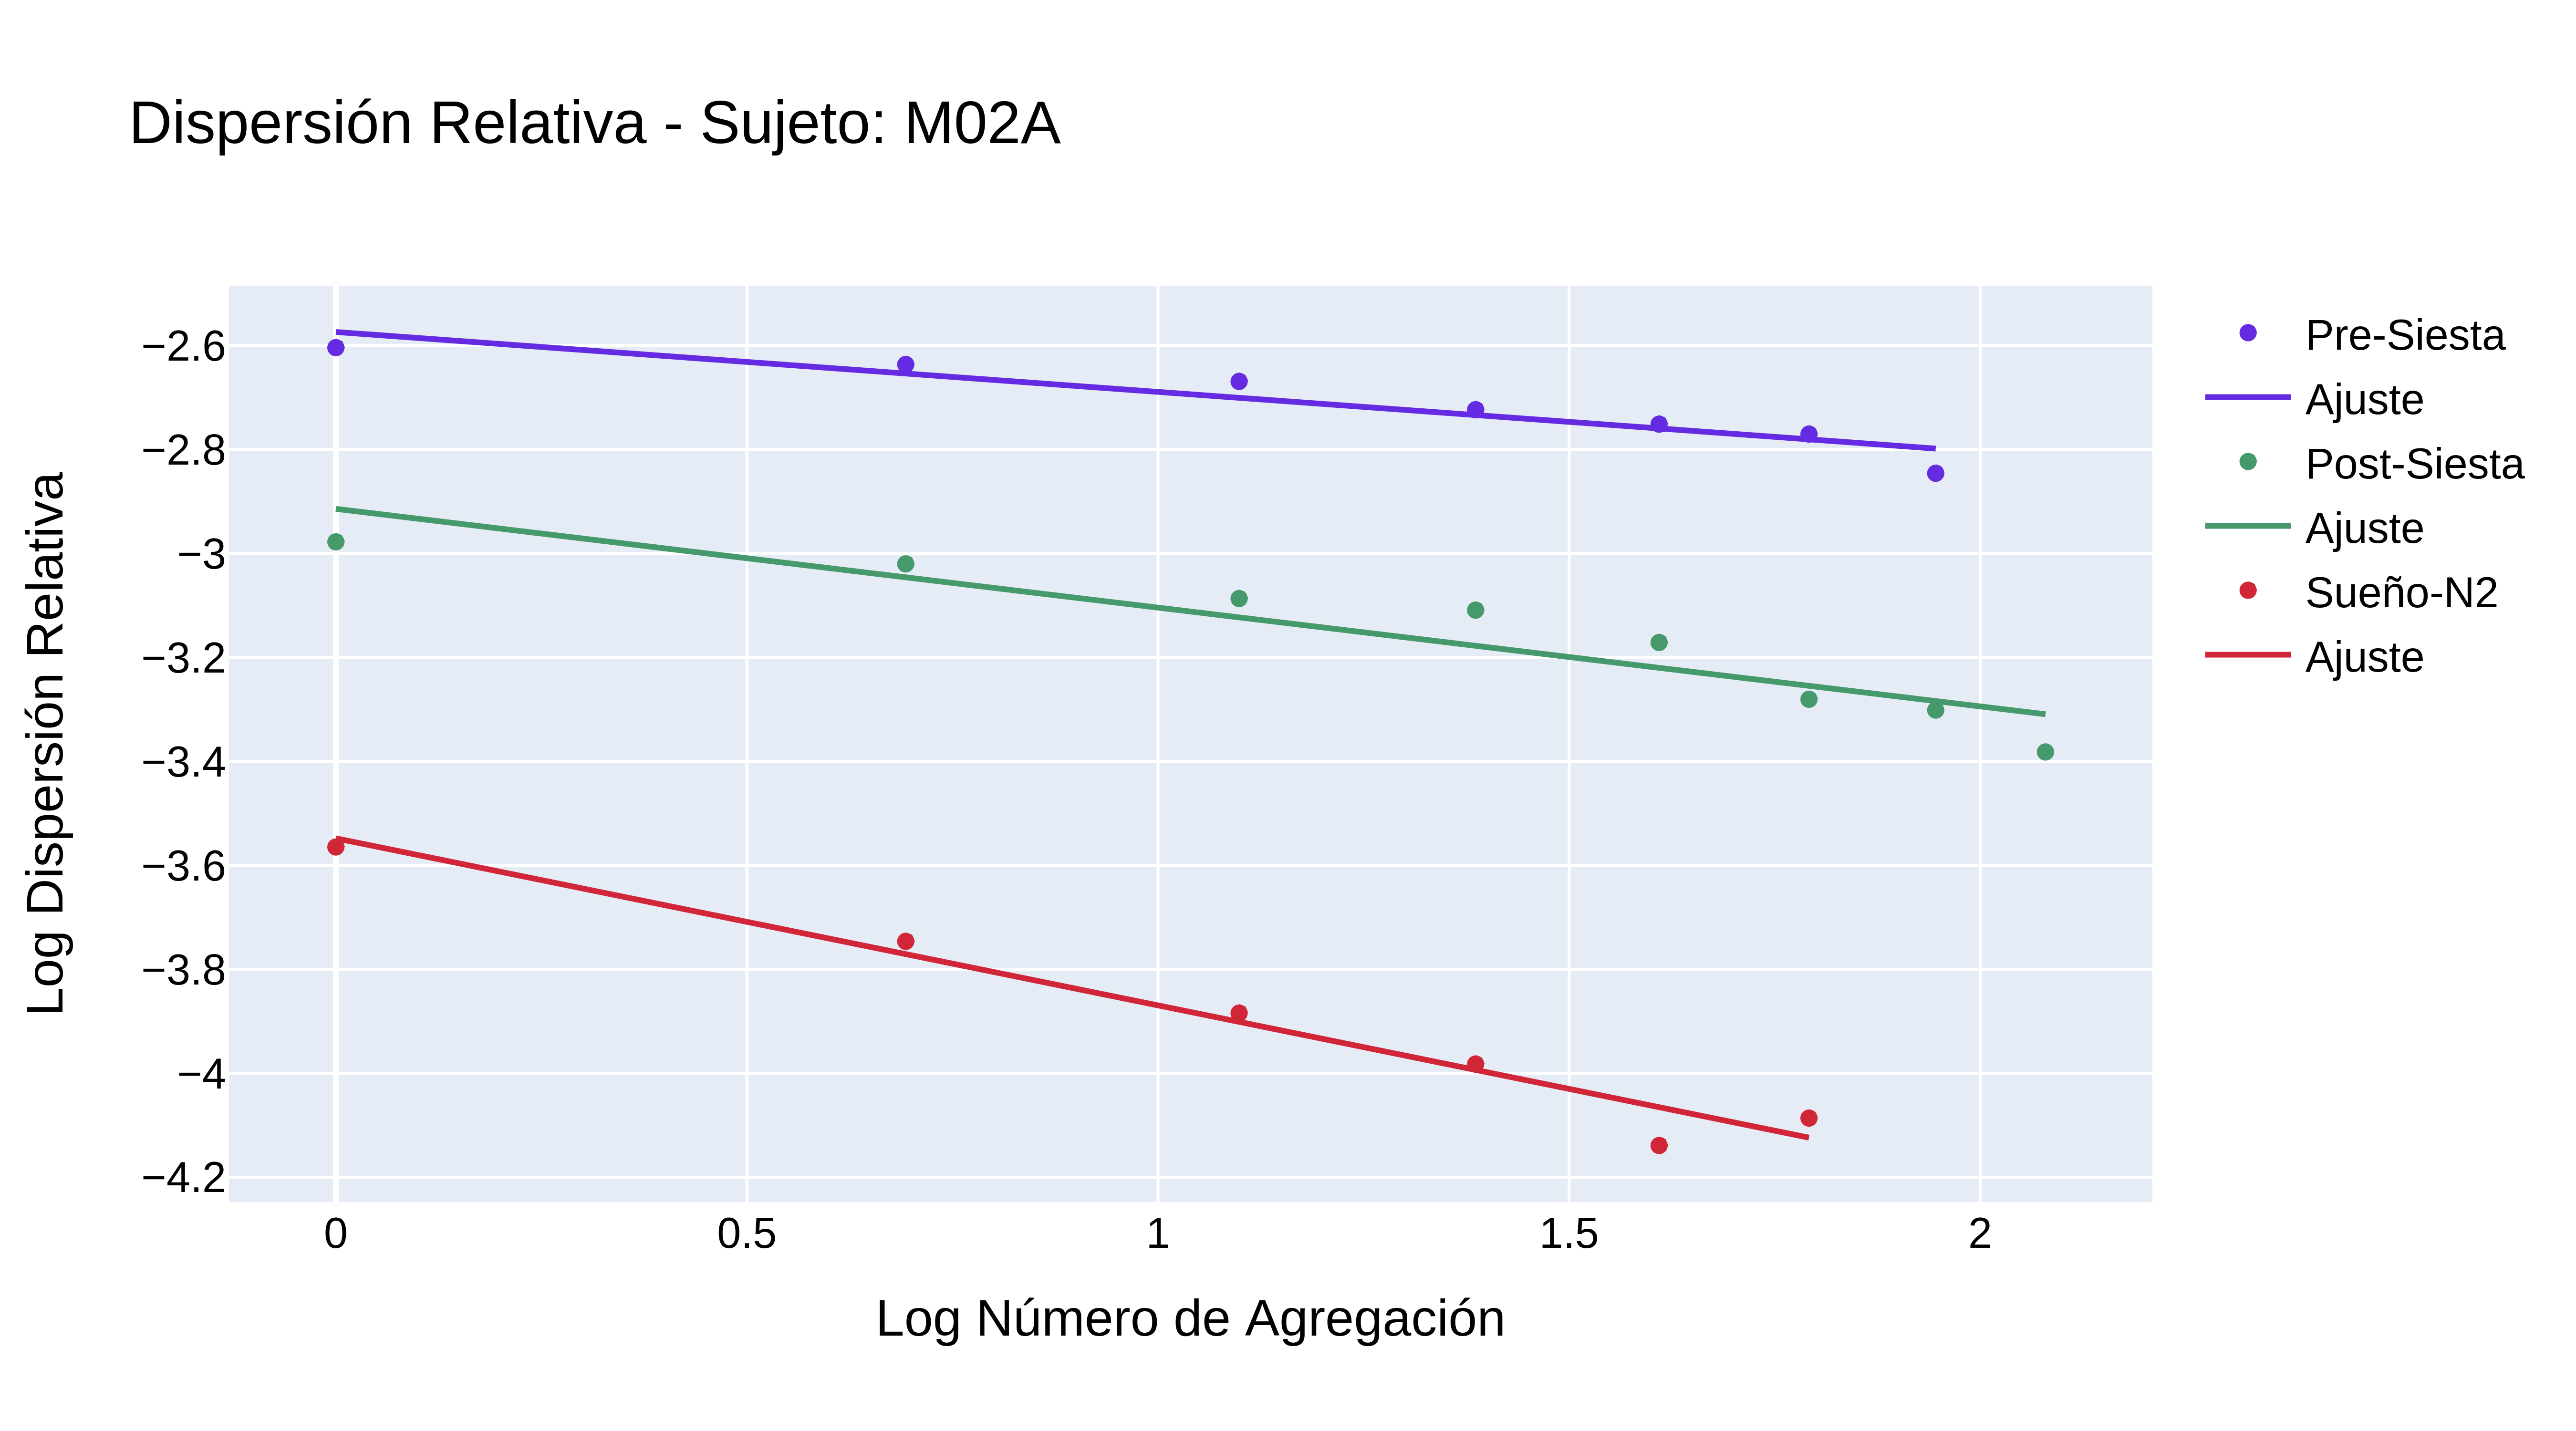 Dispersión Relativa - Sujeto: M02A
Log Dispersión Relativa
−2.6
−2.8
−3
−3.2
−3.4
−3.6
−3.8
−4
−4.2
0
0.5
1
1.5
2
Log Número de Agregación
Pre-Siesta
Ajuste
Post-Siesta
Ajuste
Sueño-N2
Ajuste